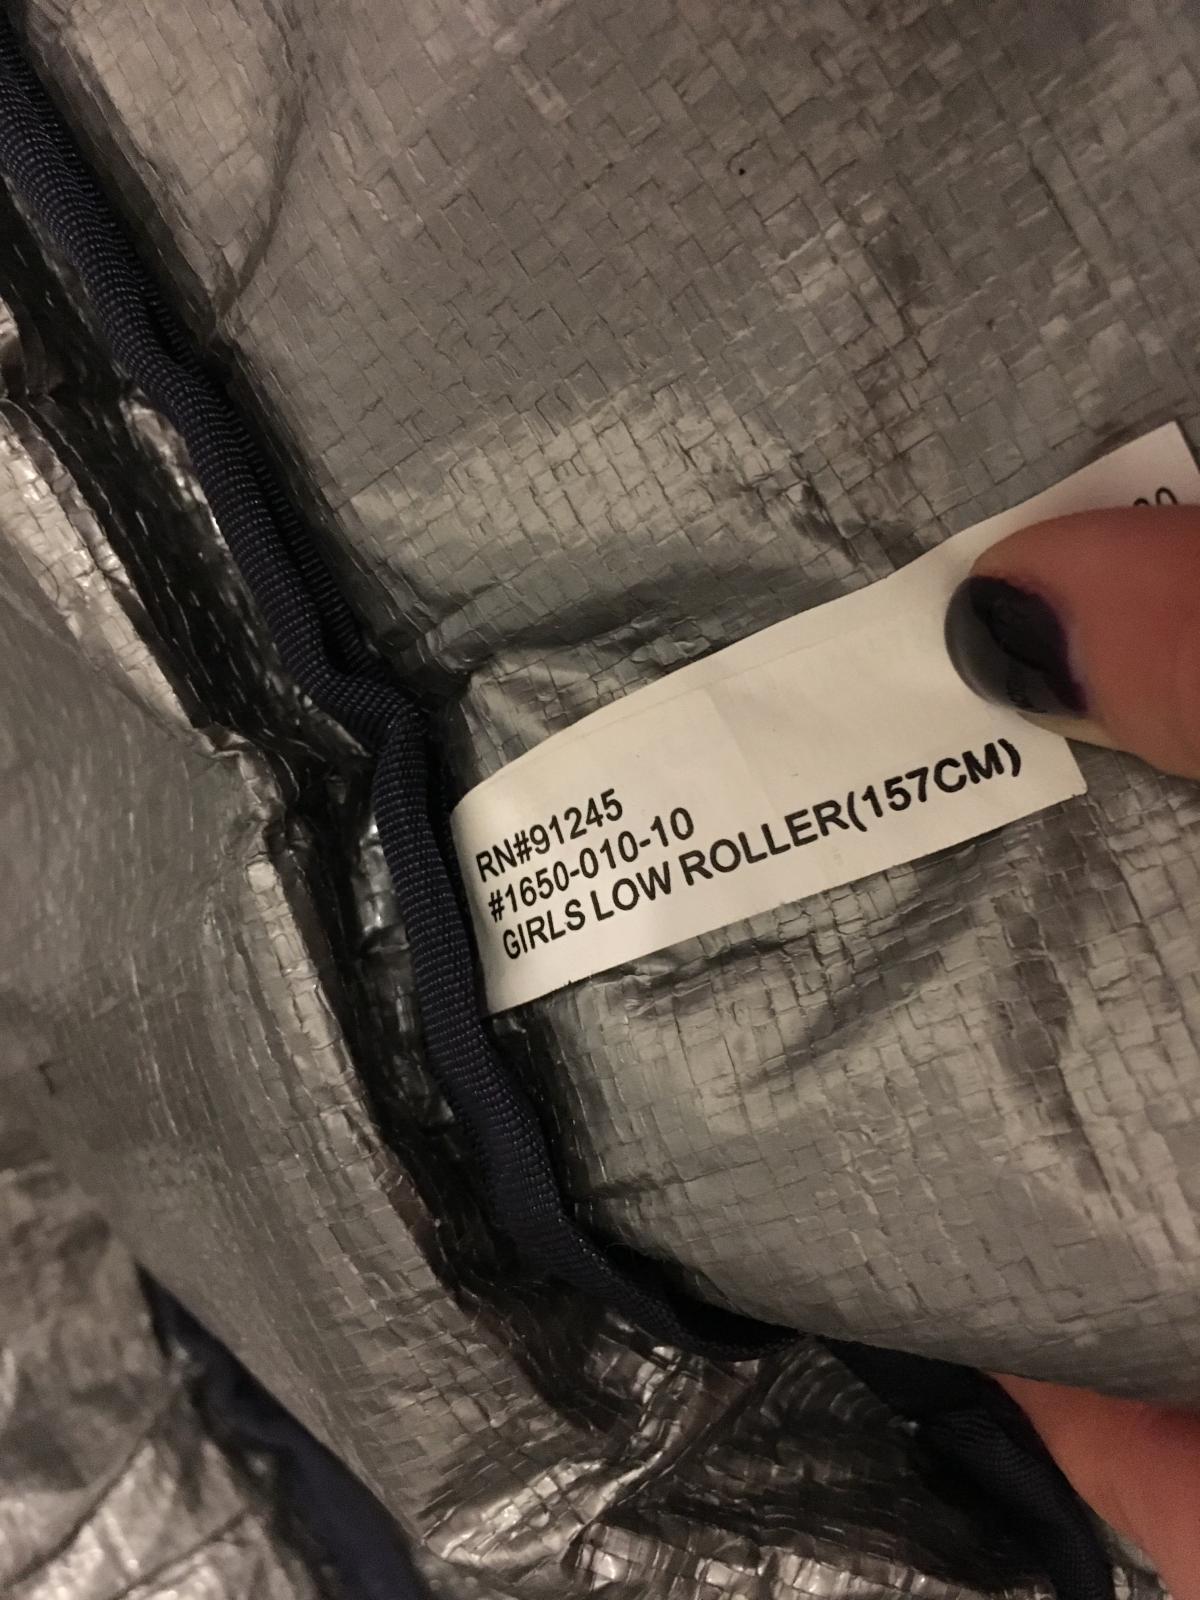 RN#91245
#1650-010-10
GIRLS LOW ROLLER(157CM)